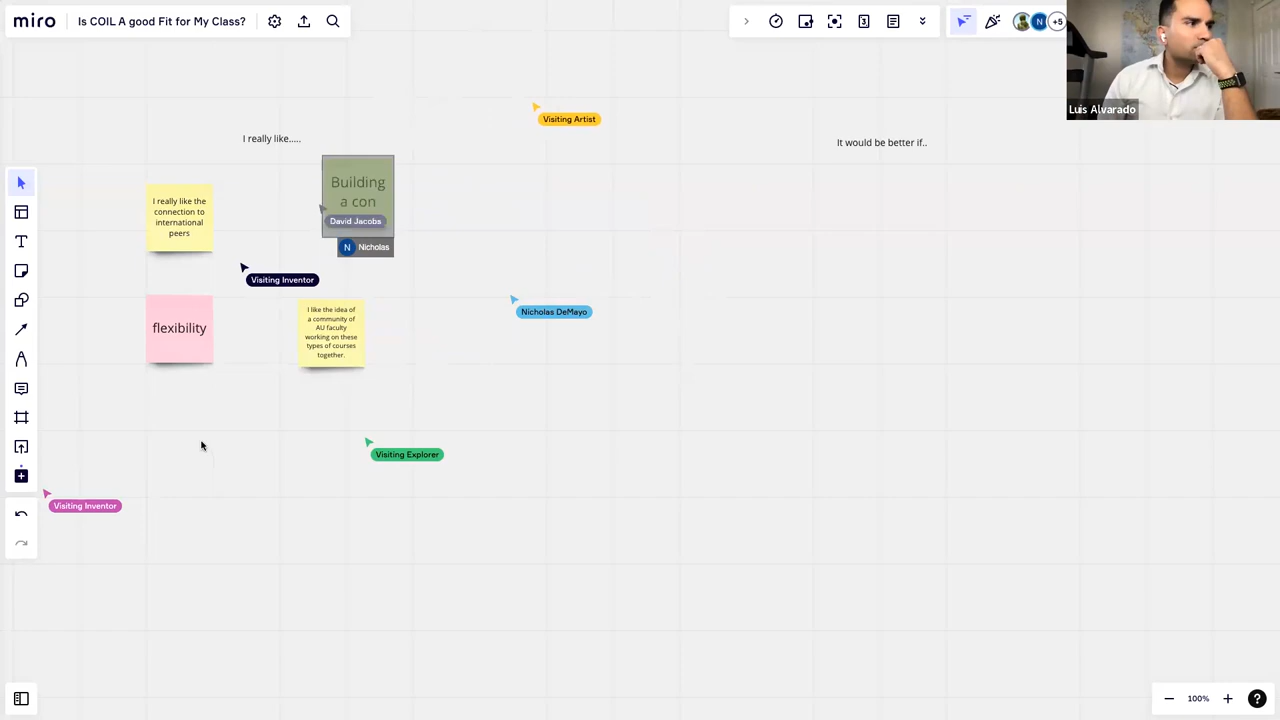 miro
Is COIL A good Fit for My Class?
3
N
+5
Luis Alvarado
Visiting Artist
I really like.....
It would be better if..
I really like the
connection to
international
peers
Building
a con
David Jacobs
N Nicholas
Visiting Inventor
flexibility
I like the idea of
a community of
AU faculty
working on these
types of courses
together.
Nicholas DeMayo
Visiting Explorer
Visiting Inventor
100%
?